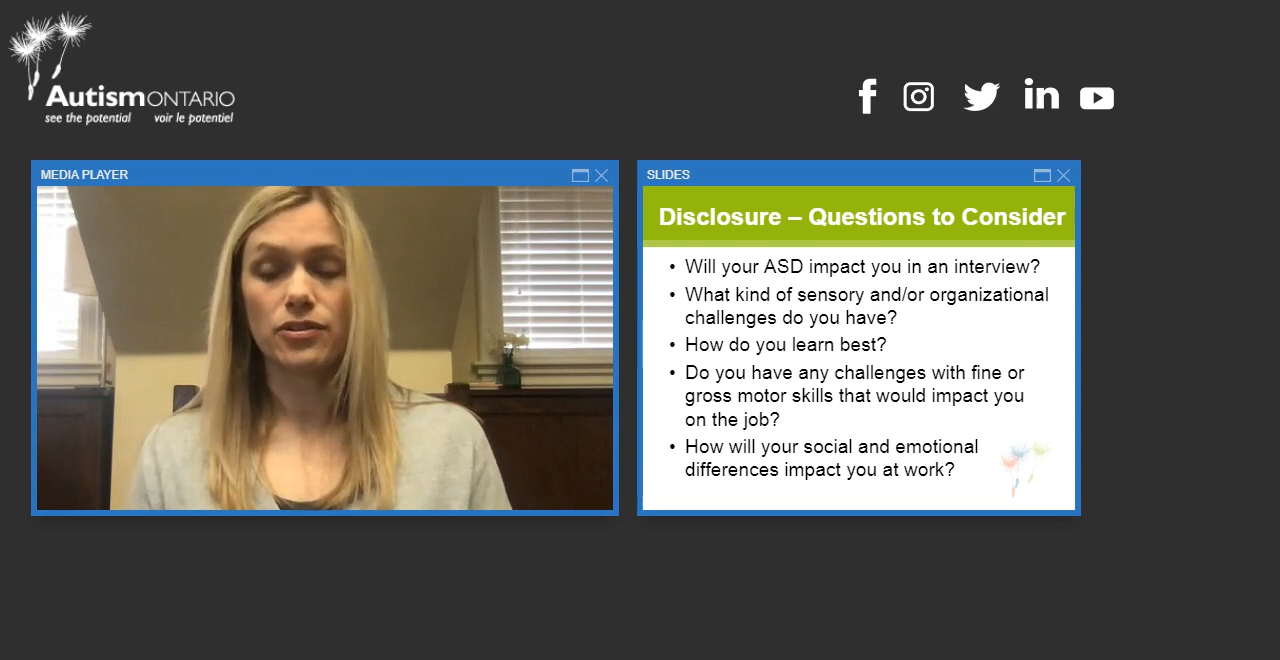 Autism ONTARIO
see the potential voir le potentiel
MEDIA PLAYER
SLIDES
Disclosure – Questions to Consider
• Will your ASD impact you in an interview?
• What kind of sensory and/or organizational
challenges do you have?
• How do you learn best?
• Do you have any challenges with fine or
gross motor skills that would impact you
on the job?
• How will your social and emotional
differences impact you at work?